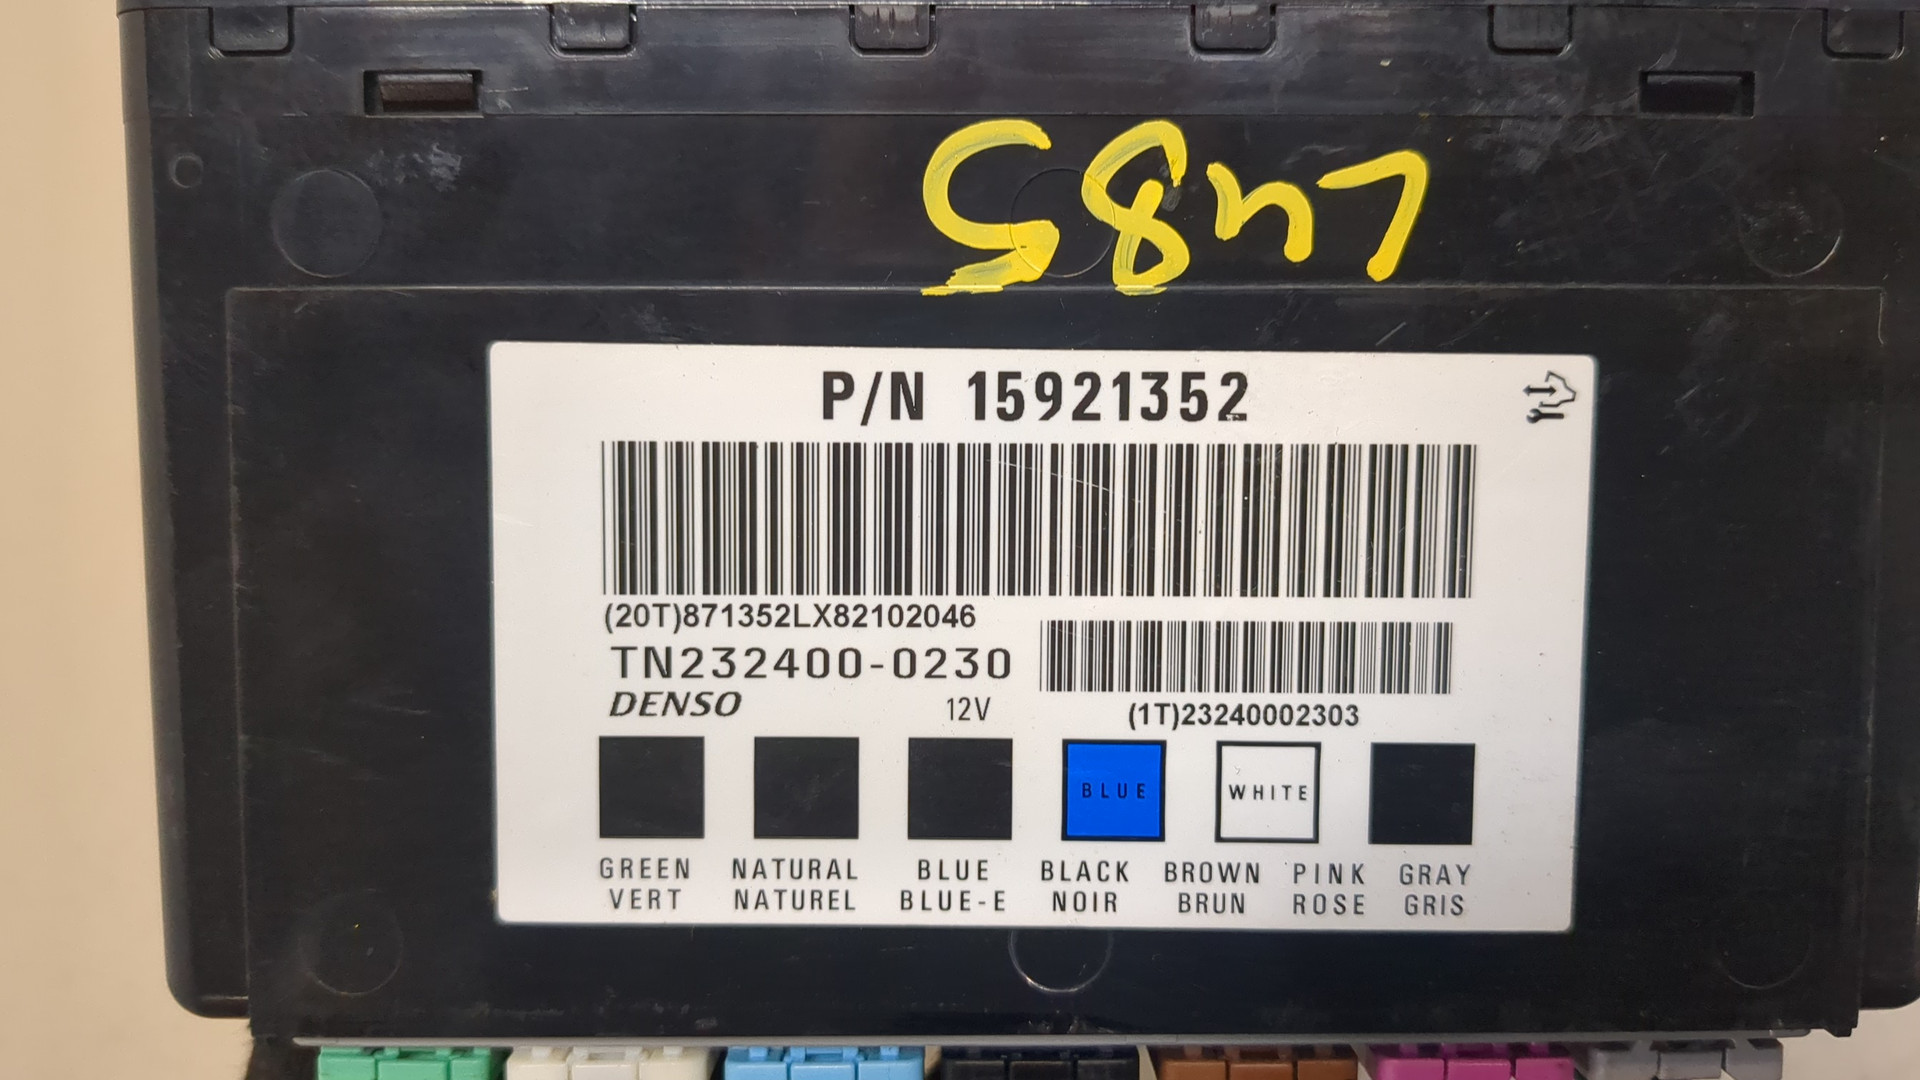 P/N 15921352
(20T)871352LX82102046
TN232400-0230
DENSO 12V
(1T)23240002303
BLUE WHITE
GREEN NATURAL BLUE BLACK BROWN PINK GRAY
VERT NATUREL BLUE-E NOIR BRUN ROSE GRIS